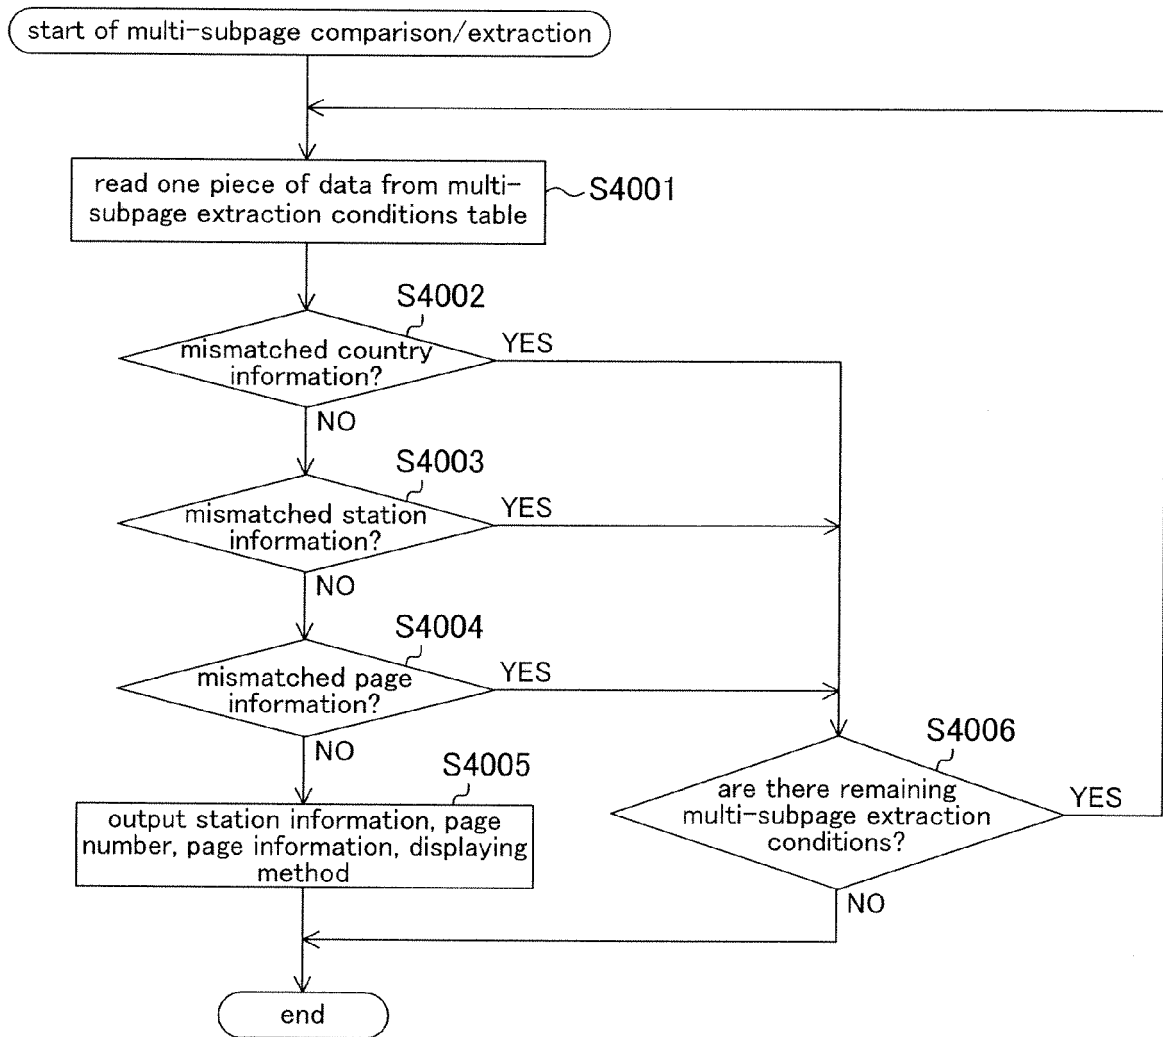 start of multi-subpage comparison/extraction
read one piece of data from multi-
subpage extraction conditions table
S4001
S4002
mismatched country
information?
YES
NO
S4003
mismatched station
information?
YES
NO
S4004
mismatched page
information?
YES
NO
S4005
output station information, page
number, page information, displaying
method
S4006
are there remaining
multi-subpage extraction
conditions?
YES
NO
end